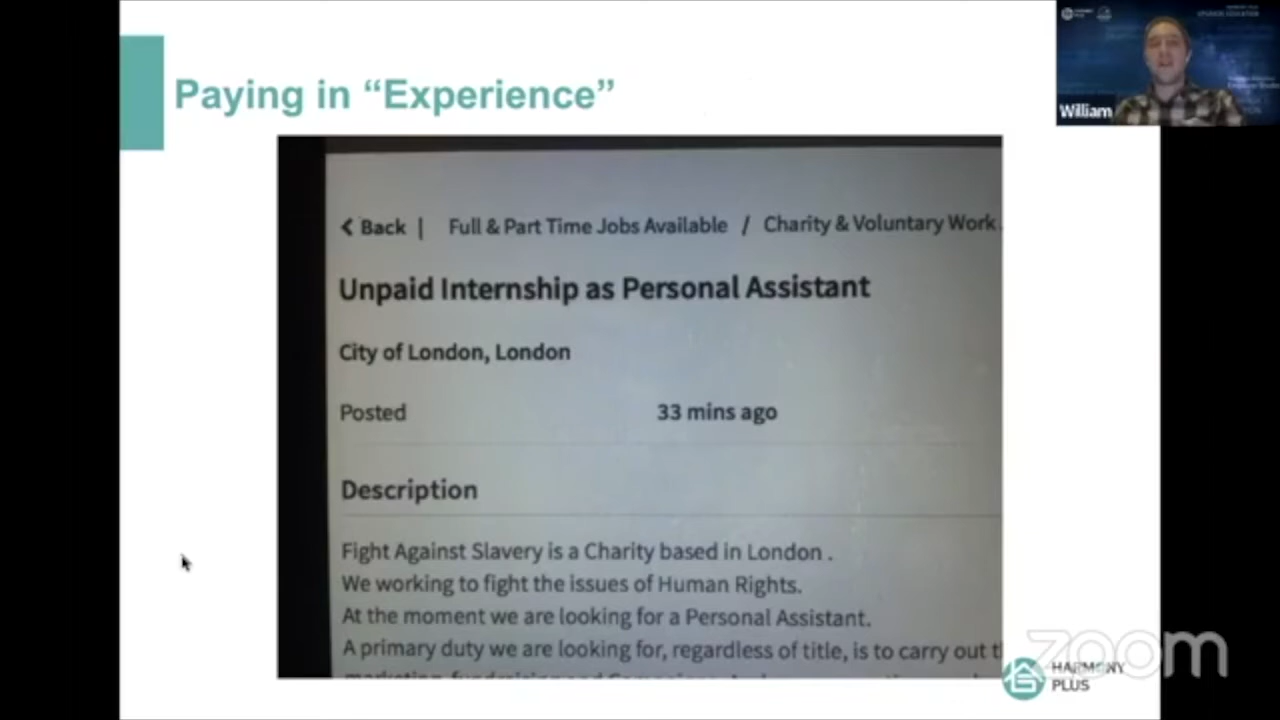 Paying in “Experience”
William
< Back | Full & Part Time Jobs Available / Charity & Voluntary Work
Unpaid Internship as Personal Assistant
City of London, London
Posted 33 mins ago
Description
Fight Against Slavery is a Charity based in London .
We working to fight the issues of Human Rights.
At the moment we are looking for a Personal Assistant.
A primary duty we are looking for, regardless of title, is to carry out
zoom
HARMONY
PLUS